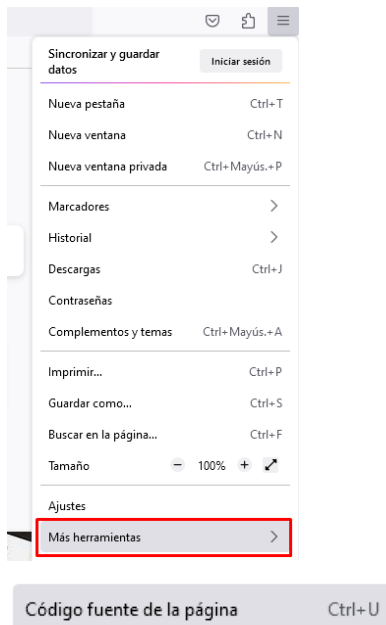 Sincronizar y guardar
datos
Iniciar sesión
Nueva pestaña Ctrl+T
Nueva ventana Ctrl+N
Nueva ventana privada Ctrl+Mayús.+P
Marcadores
Historial
Descargas Ctrl+J
Contraseñas
Complementos y temas Ctrl+Mayús.+A
Imprimir... Ctrl+P
Guardar como... Ctrl+S
Buscar en la página... Ctrl+F
Tamaño − 100% +
Ajustes
Más herramientas
Código fuente de la página Ctrl+U